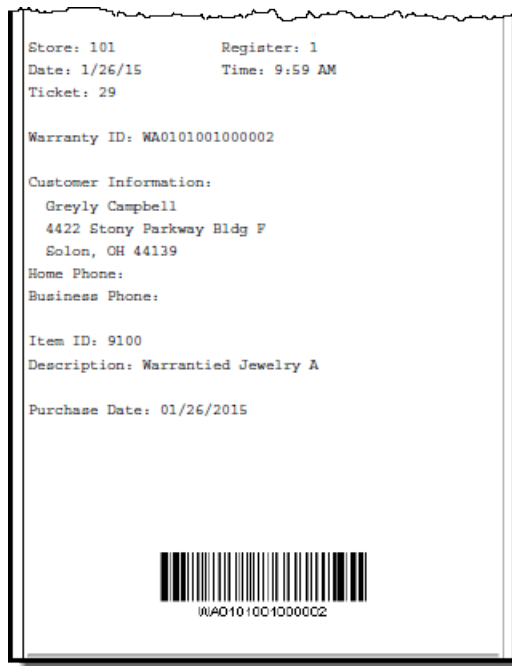 Store: 101 Register: 1
Date: 1/26/15 Time: 9:59 AM
Ticket: 29
Warranty ID: WA0101001000002
Customer Information:
Greyly Campbell
4422 Stony Parkway Bldg F
Solon, OH 44139
Home Phone:
Business Phone:
Item ID: 9100
Description: Warrantied Jewelry A
Purchase Date: 01/26/2015
WA0101001000002